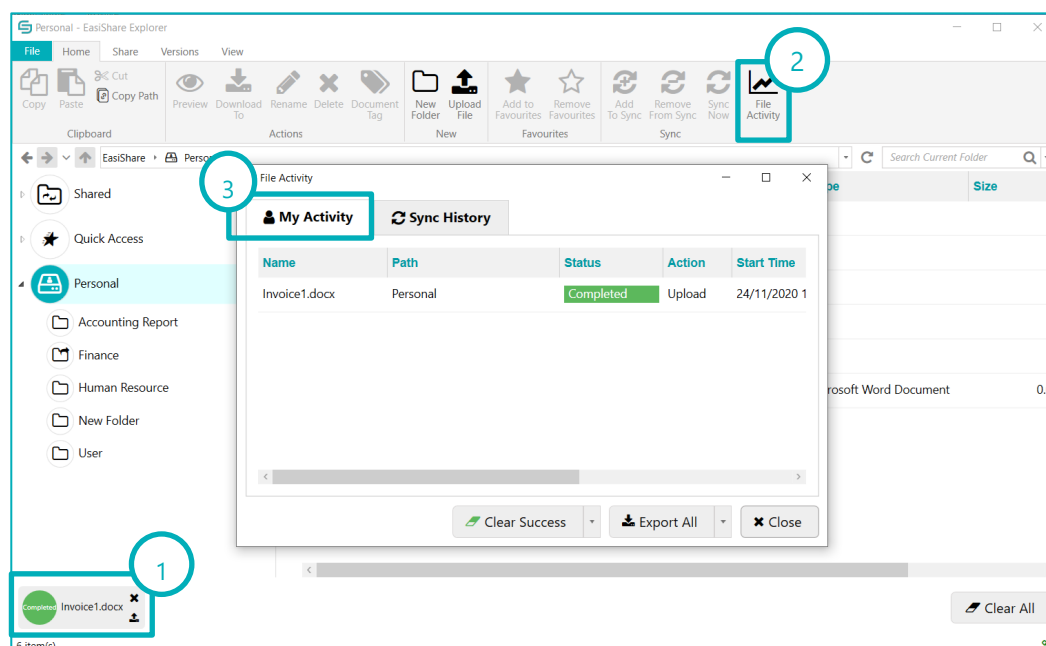 Personal - EasiShare Explorer
File Home Share Versions View
2
Copy Paste Cut Copy Path Preview Download To Rename Delete Document Tag New Folder Upload File Add to Favourites Remove Favourites Add To Sync Remove From Sync Sync Now File Activity
Clipboard Actions New Favourites Sync
EasiShare Person
Search Current Folder
Shared
Quick Access
Personal
Accounting Report
Finance
Human Resource
New Folder
User
3
File Activity
My Activity Sync History
Name Path Status Action Start Time
Invoice1.docx Personal Completed Upload 24/11/2020 1
Clear Success Export All Close
pe Size
rosoft Word Document 0.
1
Completed Invoice1.docx
Clear All
6 item(s)